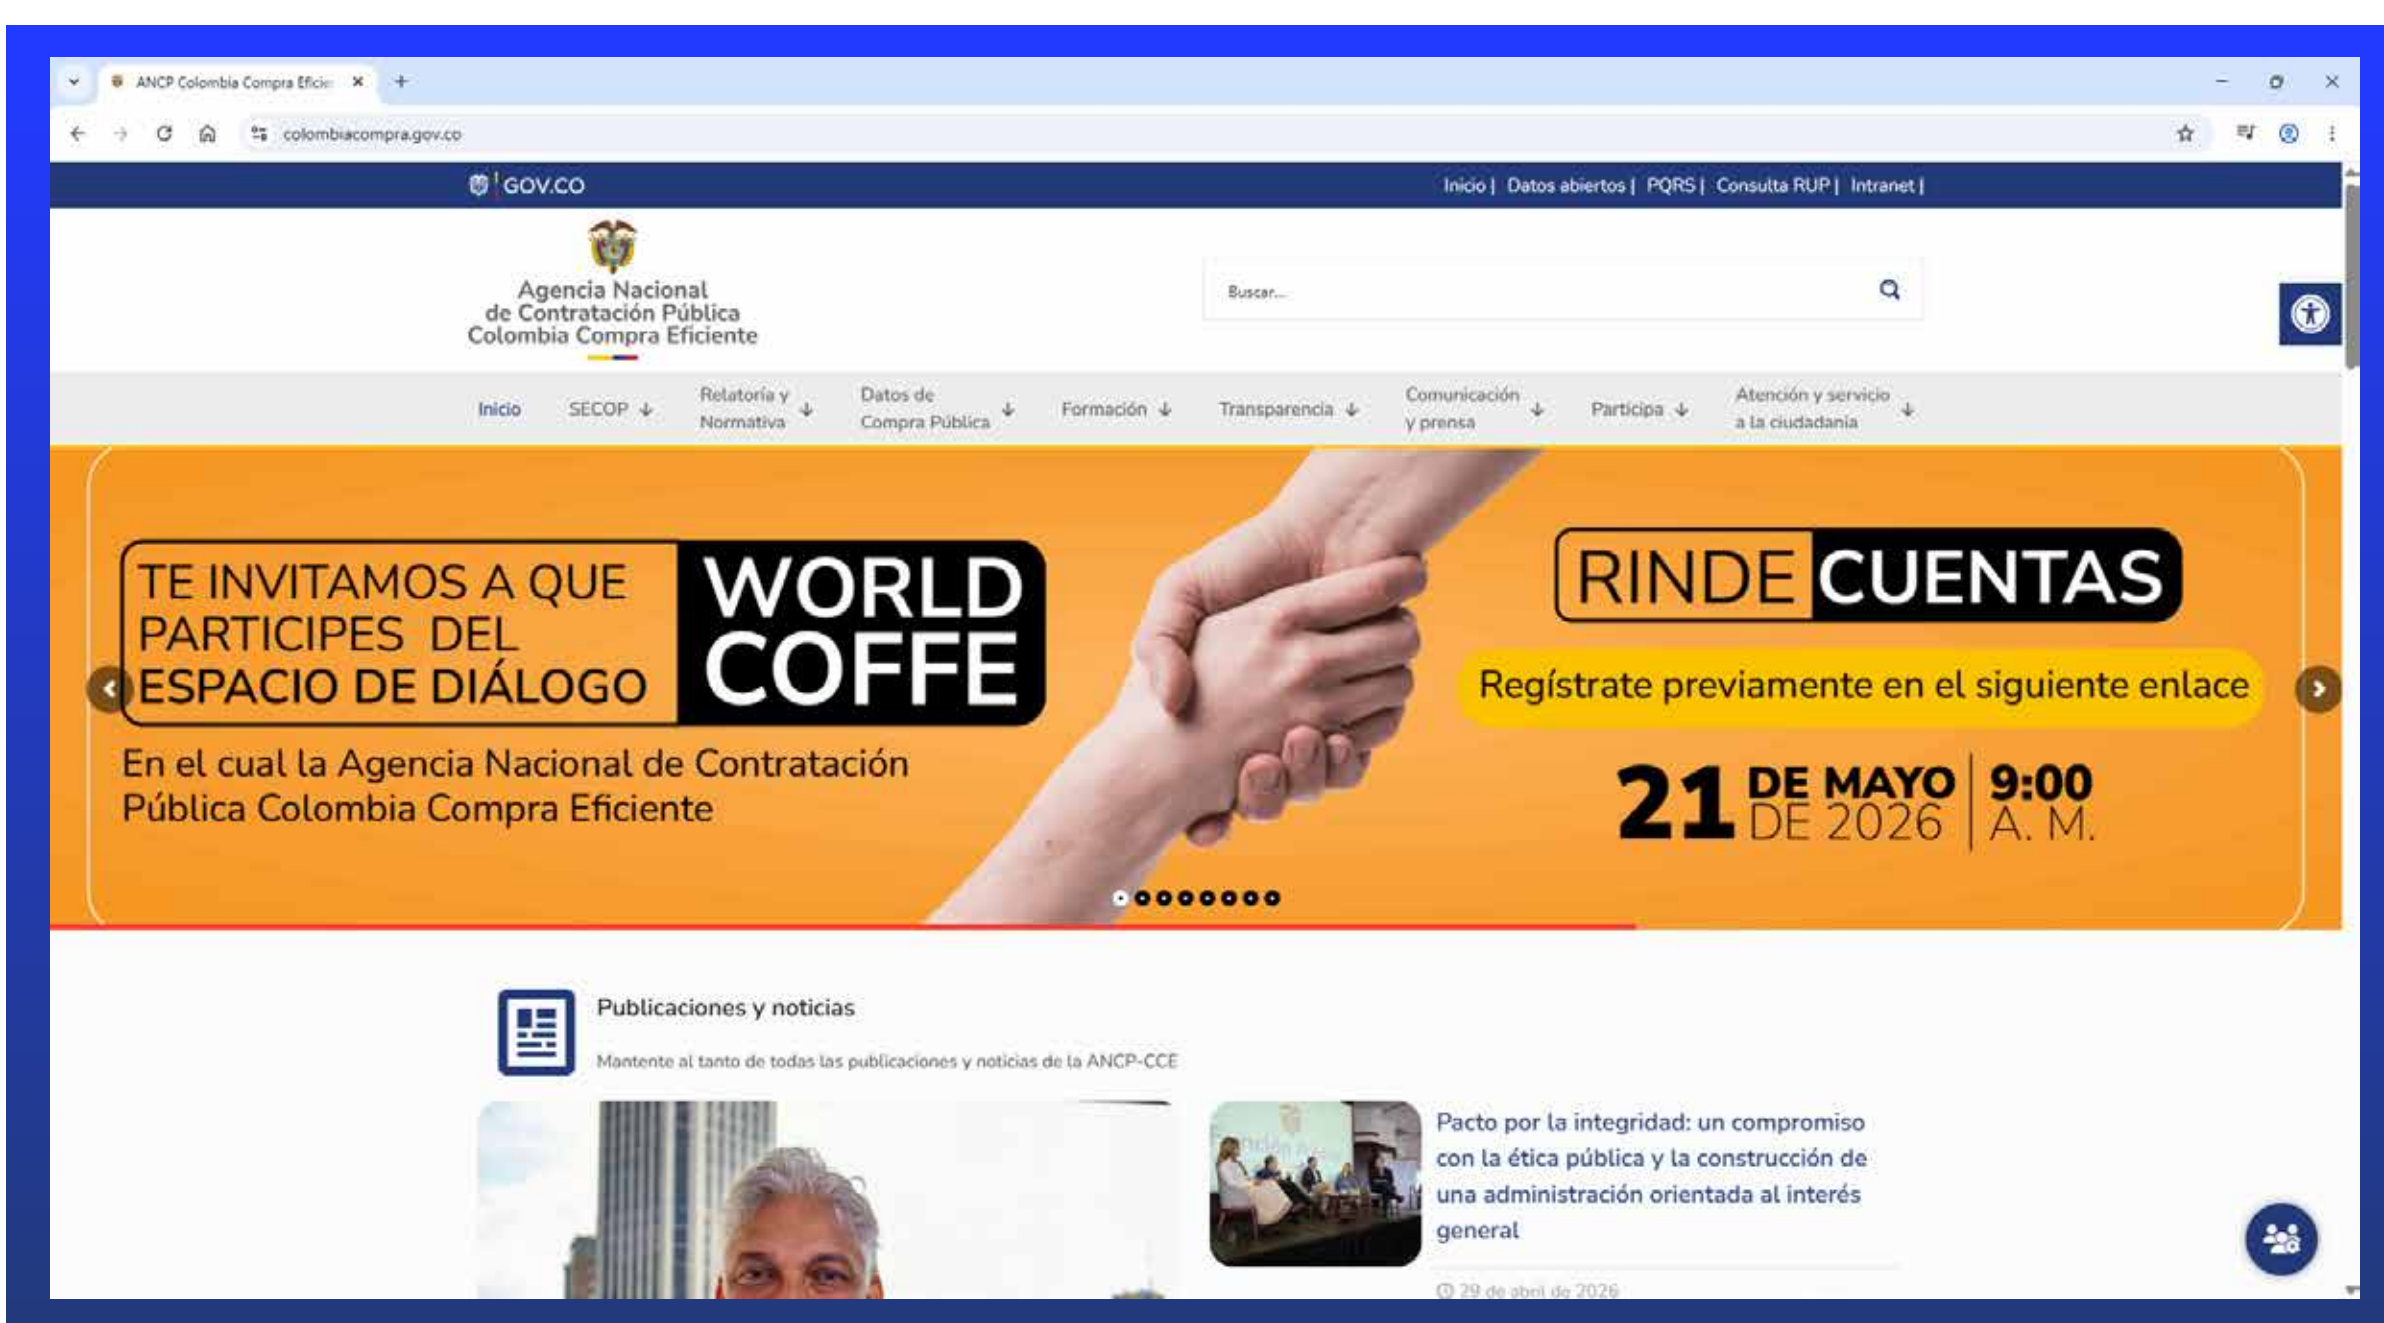 ANCP Colombia Compra Eficie
colombiacompra.gov.co
GOV.CO
Inicio | Datos abiertos | PQRS | Consulta RUP | Intranet |
Agencia Nacional
de Contratación Pública
Colombia Compra Eficiente
Buscar...
Inicio
SECOP
Relatoría y
Normativa
Datos de
Compra Pública
Formación
Transparencia
Comunicación
y prensa
Participa
Atención y servicio
a la ciudadanía
TE INVITAMOS A QUE
PARTICIPES DEL
ESPACIO DE DIÁLOGO
WORLD
COFFE
En el cual la Agencia Nacional de Contratación
Pública Colombia Compra Eficiente
RINDE CUENTAS
Regístrate previamente en el siguiente enlace
21 DE MAYO
DE 2026
9:00
A. M.
Publicaciones y noticias
Mantente al tanto de todas las publicaciones y noticias de la ANCP-CCE
Pacto por la integridad: un compromiso
con la ética pública y la construcción de
una administración orientada al interés
general
29 de abril de 2026